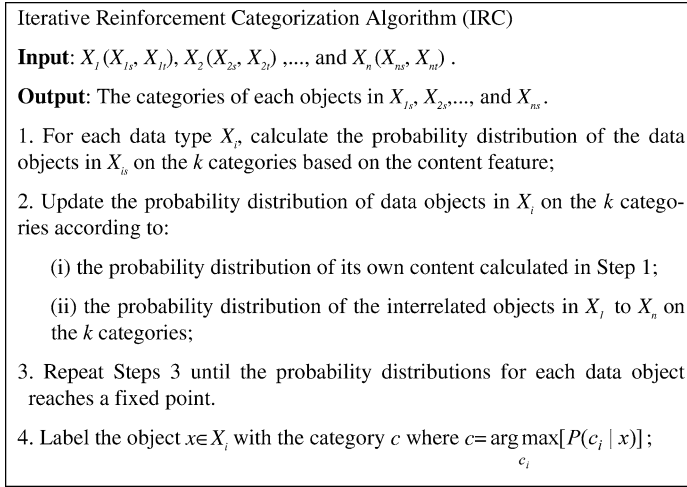 Iterative Reinforcement Categorization Algorithm (IRC)
Input: X₁(X₁ₛ, X₁ₜ), X₂(X₂ₛ, X₂ₜ) ,..., and Xₙ(Xₙₛ, Xₙₜ) .
Output: The categories of each objects in X₁ₛ, X₂ₛ,..., and Xₙₛ.
1. For each data type Xᵢ, calculate the probability distribution of the data
objects in Xᵢₛ on the k categories based on the content feature;
2. Update the probability distribution of data objects in Xᵢ on the k catego-
ries according to:
(i) the probability distribution of its own content calculated in Step 1;
(ii) the probability distribution of the interrelated objects in X₁ to Xₙ on
the k categories;
3. Repeat Steps 3 until the probability distributions for each data object
reaches a fixed point.
4. Label the object x∈Xᵢ with the category c where c= arg max[P(cᵢ | x)] ;
cᵢ